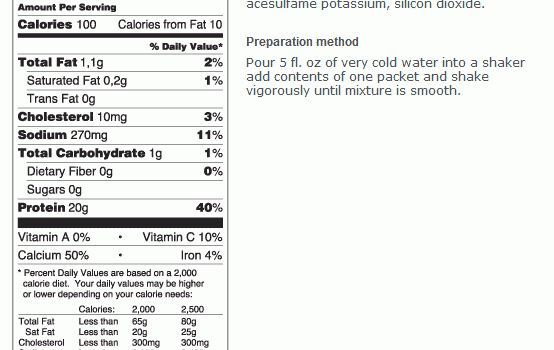 Amount Per Serving
Calories 100 Calories from Fat 10
% Daily Value*
Total Fat 1,1g 2%
Saturated Fat 0,2g 1%
Trans Fat 0g
Cholesterol 10mg 3%
Sodium 270mg 11%
Total Carbohydrate 1g 1%
Dietary Fiber 0g 0%
Sugars 0g
Protein 20g 40%
Vitamin A 0% • Vitamin C 10%
Calcium 50% • Iron 4%
* Percent Daily Values are based on a 2,000
calorie diet. Your daily values may be higher
or lower depending on your calorie needs:
Calories: 2,000 2,500
Total Fat Less than 65g 80g
Sat Fat Less than 20g 25g
Cholesterol Less than 300mg 300mg
acesulfame potassium, silicon dioxide.
Preparation method
Pour 5 fl. oz of very cold water into a shaker
add contents of one packet and shake
vigorously until mixture is smooth.